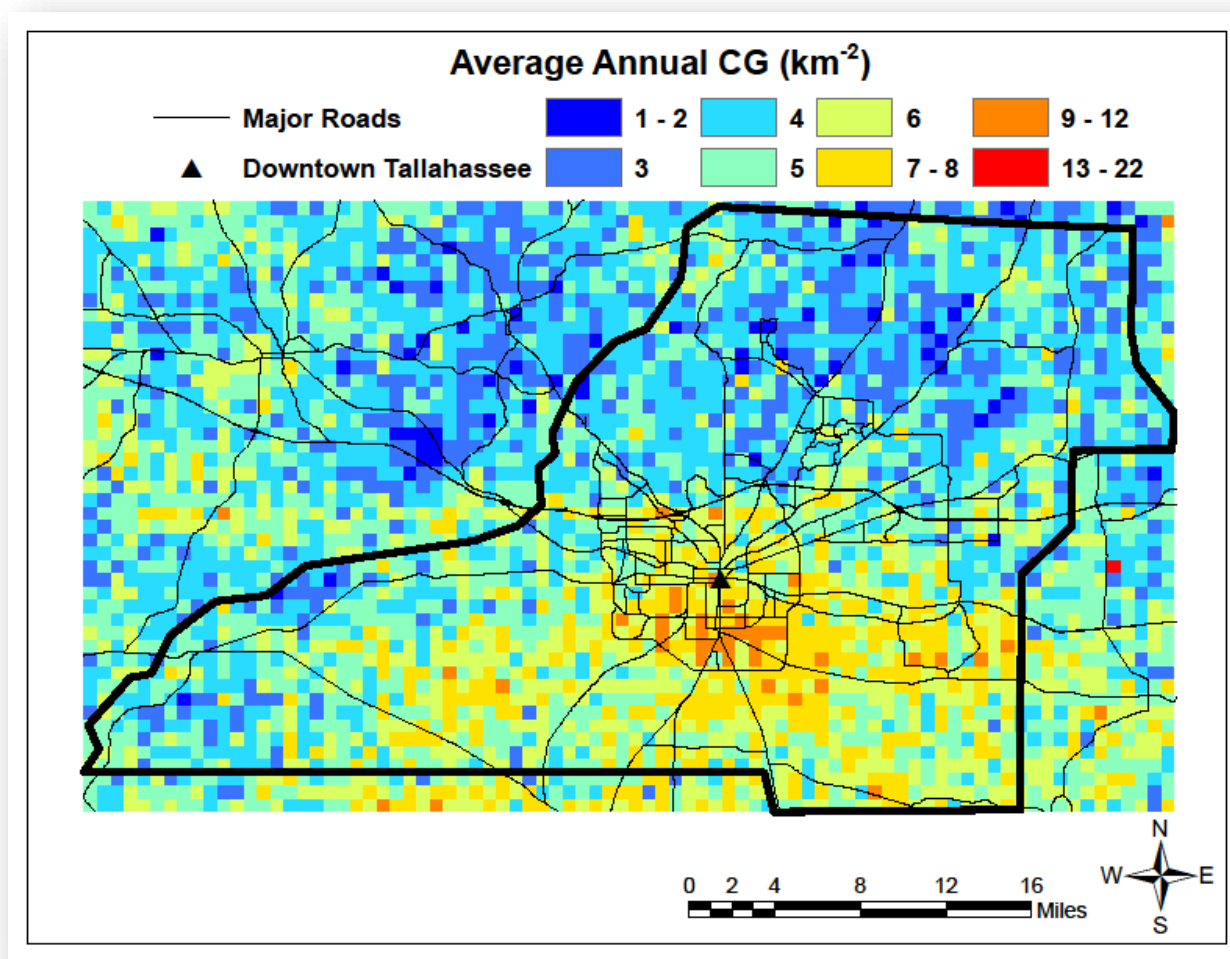 Average Annual CG (km-2)
Major Roads 1 - 2 4 6 9 - 12
Downtown Tallahassee 3 5 7 - 8 13 - 22
N
W E
S
0 2 4 8 12 16
Miles